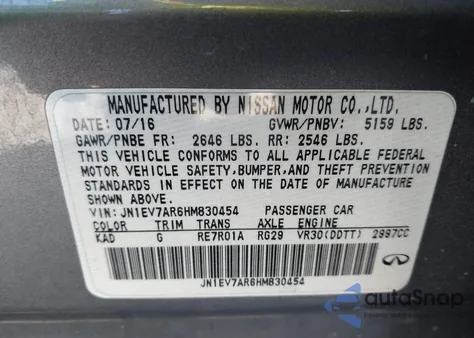 MANUFACTURED BY NISSAN MOTOR CO.,LTD.
DATE: 07/16 GVWR/PNBV: 5159 LBS.
GAWR/PNBE FR: 2646 LBS. RR: 2546 LBS.
THIS VEHICLE CONFORMS TO ALL APPLICABLE FEDERAL
MOTOR VEHICLE SAFETY,BUMPER,AND THEFT PREVENTION
STANDARDS IN EFFECT ON THE DATE OF MANUFACTURE
SHOWN ABOVE.
VIN: JN1EV7AR6HM830454 PASSENGER CAR
COLOR TRIM TRANS AXLE ENGINE
KAD G RE7R01A RG29 VR30(DDTT) 2997CC
JN1EV7AR6HM830454
autoSnap
by AutoBidMaster